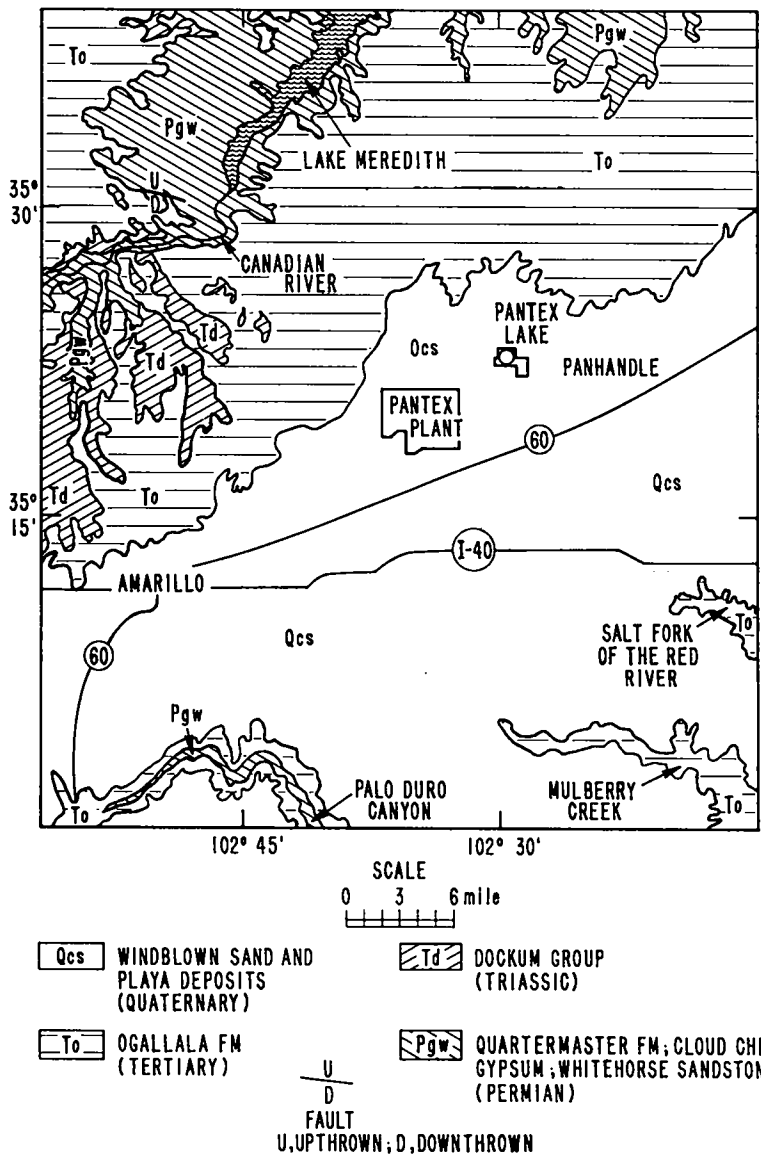 To
Pgw
Pgw
LAKE MEREDITH
To
U
D
35°
30'
CANADIAN
RIVER
Pgw
Td
Td
Qcs
PANTEX
LAKE
PANHANDLE
PANTEX
PLANT
60
Qcs
Td
To
35°
15'
I-40
AMARILLO
Qcs
To
SALT FORK
OF THE RED
RIVER
60
Pgw
PALO DURO
CANYON
MULBERRY
CREEK
To
To
102° 45'
102° 30'
SCALE
0 3 6 mile
Qcs WINDBLOWN SAND AND
PLAYA DEPOSITS
(QUATERNARY)
Td DOCKUM GROUP
(TRIASSIC)
To OGALLALA FM
(TERTIARY)
Pgw QUARTERMASTER FM; CLOUD CHI
GYPSUM; WHITEHORSE SANDSTON
(PERMIAN)
U
D
FAULT
U, UPTHROWN; D, DOWNTHROWN